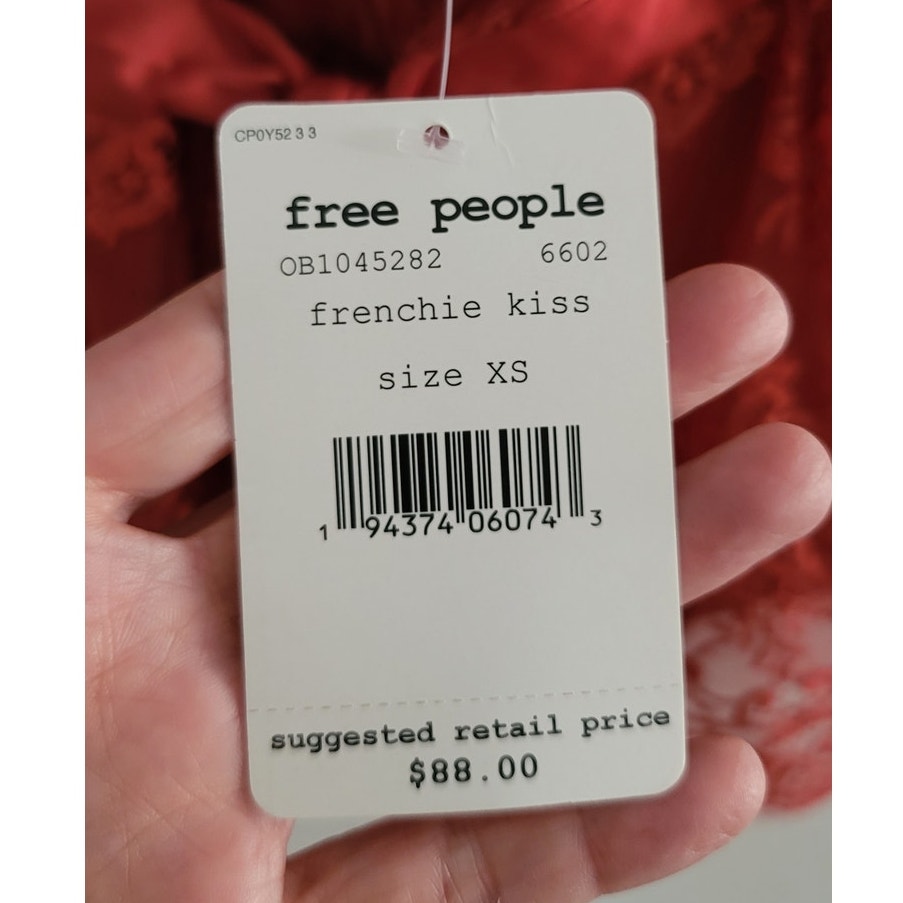 CP0Y52 3 3
free people
OB1045282 6602
frenchie kiss
size XS
1 94374 06074 3
suggested retail price
$88.00